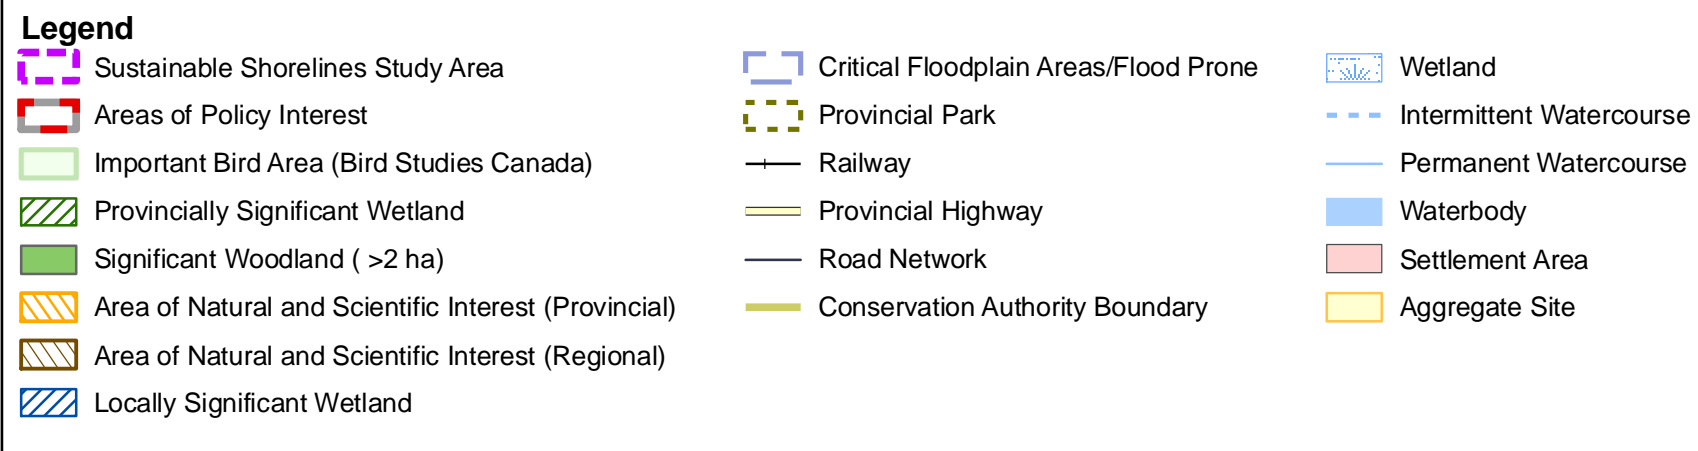 Legend
Sustainable Shorelines Study Area
Areas of Policy Interest
Important Bird Area (Bird Studies Canada)
Provincially Significant Wetland
Significant Woodland ( >2 ha)
Area of Natural and Scientific Interest (Provincial)
Area of Natural and Scientific Interest (Regional)
Locally Significant Wetland
Critical Floodplain Areas/Flood Prone
Provincial Park
Railway
Provincial Highway
Road Network
Conservation Authority Boundary
Wetland
Intermittent Watercourse
Permanent Watercourse
Waterbody
Settlement Area
Aggregate Site